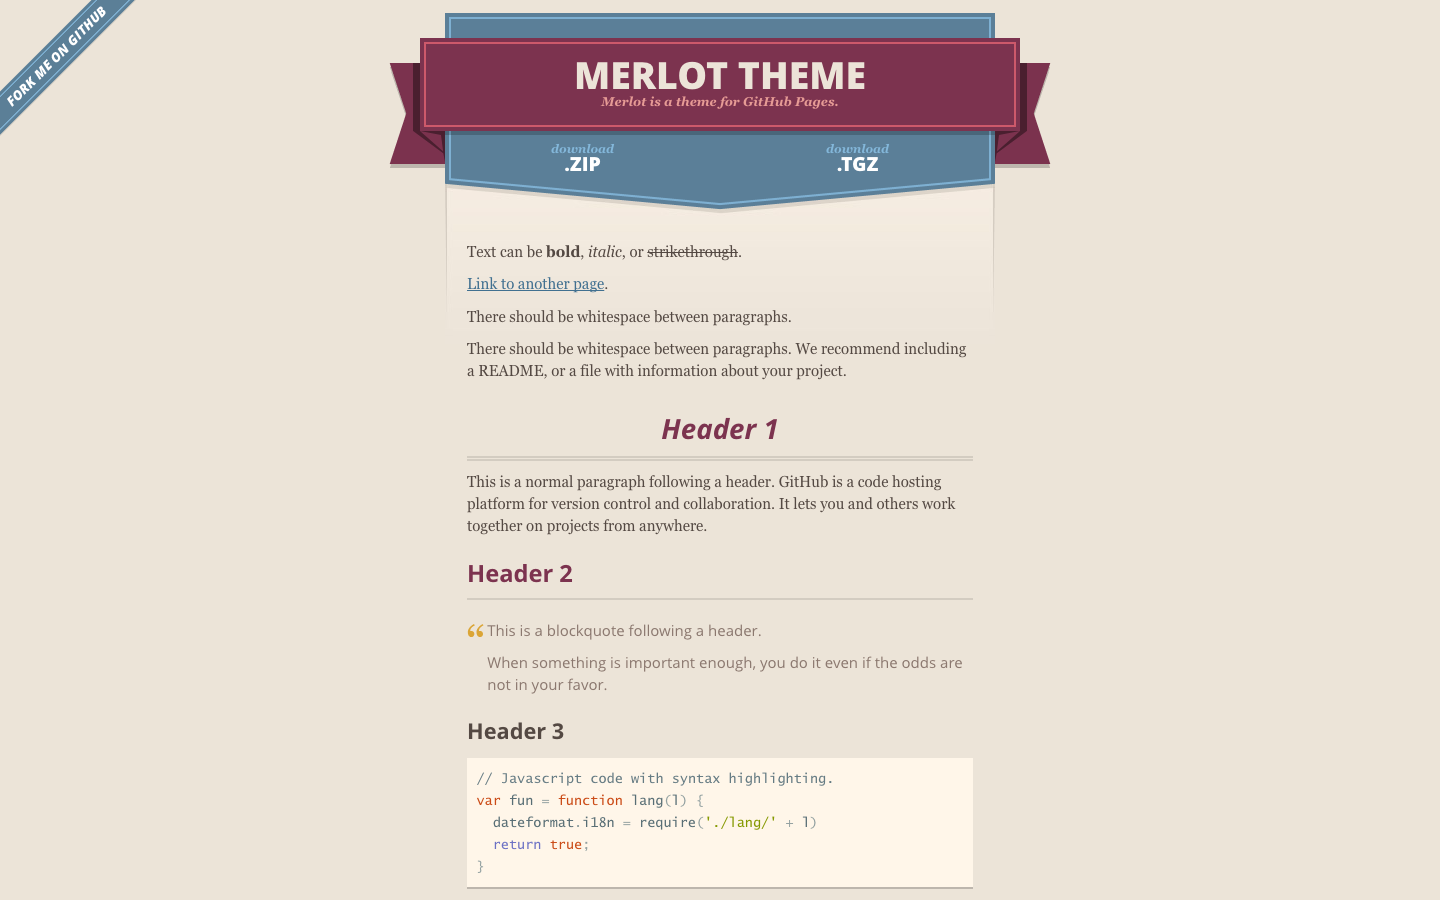 FORK ME ON GITHUB
MERLOT THEME
Merlot is a theme for GitHub Pages.
download
.ZIP
download
.TGZ
Text can be bold, italic, or strikethrough.
Link to another page.
There should be whitespace between paragraphs.
There should be whitespace between paragraphs. We recommend including
a README, or a file with information about your project.
Header 1
This is a normal paragraph following a header. GitHub is a code hosting
platform for version control and collaboration. It lets you and others work
together on projects from anywhere.
Header 2
“ This is a blockquote following a header.
When something is important enough, you do it even if the odds are
not in your favor.
Header 3
// Javascript code with syntax highlighting.
var fun = function lang(l) {
  dateformat.i18n = require('./lang/' + l)
  return true;
}